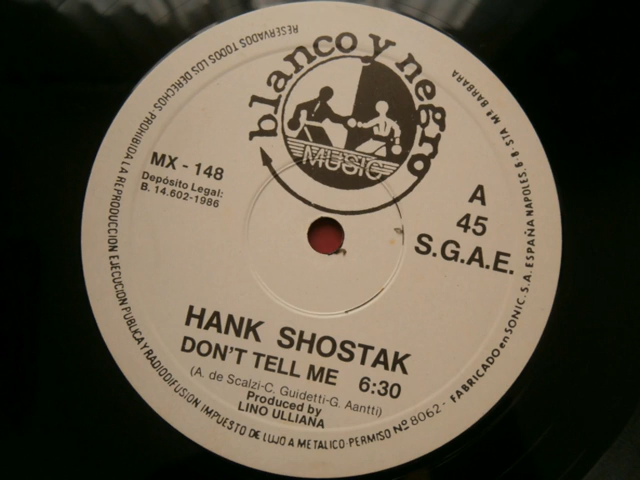 blanco y negro
MUSIC
MX - 148
Depósito Legal:
B. 14.602-1986
A
45
S.G.A.E.
HANK SHOSTAK
DON'T TELL ME 6:30
(A. de Scalzi-C. Guidetti-G. Aantti)
Produced by
LINO ULLIANA
RESERVADOS TODOS LOS DERECHOS-PROHIBIDA LA REPRODUCCION EJECUCION PUBLICA Y RADIODIFUSION IMPUESTO DE LUJO A METALICO-PERMISO Nº 8062- FABRICADO en SONIC. S.A. ESPAÑA NAPOLES. 6-8-STA Mª BARBARA